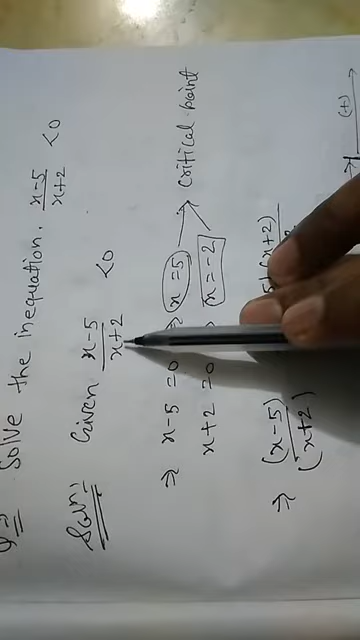 Q⇒ Solve the inequation. x-5/x+2 <0
Soln:- Given x-5/x+2 <0
⇒ x-5=0 ⇒ x=5 → critical point
x+2=0 x=-2
⇒ (x-5)/(x+2) (x+2)
(+)